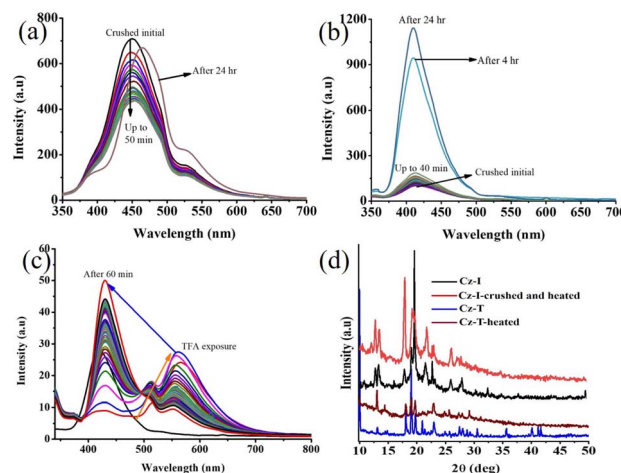 (a)
Crushed initial
After 24 hr
Up to
50 min
800
600
400
200
0
350 400 450 500 550 600 650 700
Intensity (a.u)
Wavelength (nm)
(b)
After 24 hr
After 4 hr
Up to 40 min
Crushed initial
1200
900
600
300
0
350 400 450 500 550 600 650 700
Intensity (a.u)
Wavelength (nm)
(c)
After 60 min
TFA exposure
60
50
40
30
20
10
0
400 500 600 700 800
Intensity (a.u)
Wavelength (nm)
(d)
Cz-I
Cz-I-crushed and heated
Cz-T
Cz-T-heated
Intensity (a.u)
10 15 20 25 30 35 40 45 50
2θ (deg)